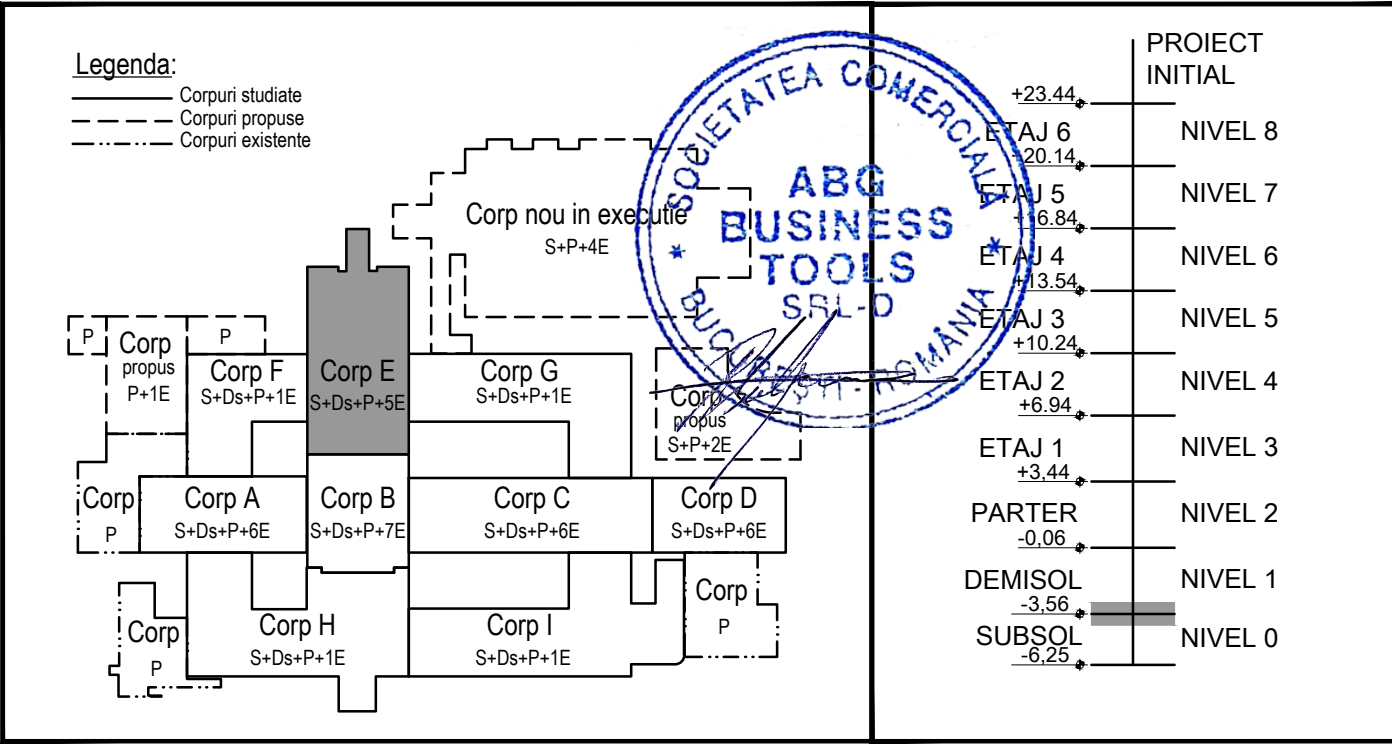 Legenda:
Corpuri studiate
Corpuri propuse
Corpuri existente
Corp nou in executie
S+P+4E
P
Corp
propus
P+1E
P
Corp F
S+Ds+P+1E
Corp E
S+Ds+P+5E
Corp G
S+Ds+P+1E
Corp
propus
S+P+2E
Corp
P
Corp A
S+Ds+P+6E
Corp B
S+Ds+P+7E
Corp C
S+Ds+P+6E
Corp D
S+Ds+P+6E
Corp
P
Corp H
S+Ds+P+1E
Corp I
S+Ds+P+1E
Corp
P
SOCIETATEA COMERCIALĂ
ABG
BUSINESS
TOOLS
SRL-D
ROMÂNIA
PROIECT
INITIAL
+23.44
ETAJ 6 NIVEL 8
+20.14
ETAJ 5 NIVEL 7
+16.84
ETAJ 4 NIVEL 6
+13.54
ETAJ 3 NIVEL 5
+10.24
ETAJ 2 NIVEL 4
+6.94
ETAJ 1 NIVEL 3
+3,44
PARTER NIVEL 2
-0,06
DEMISOL NIVEL 1
-3,56
SUBSOL NIVEL 0
-6,25